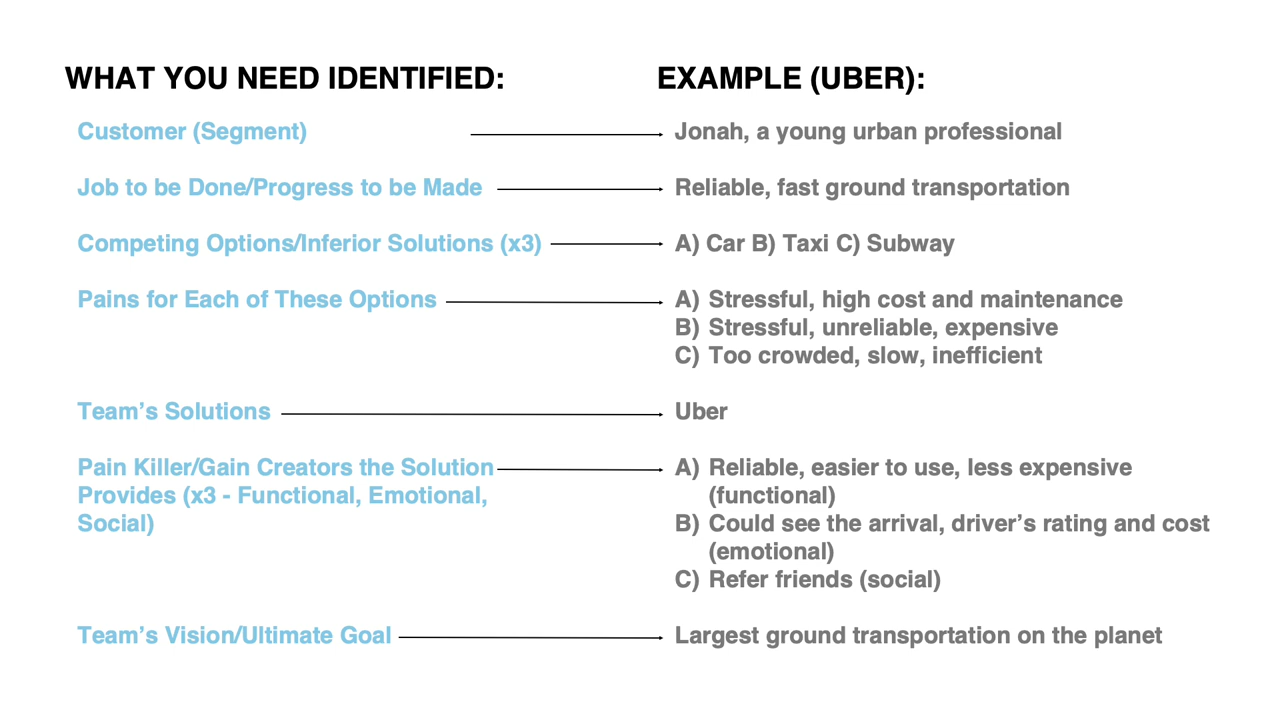 WHAT YOU NEED IDENTIFIED:
EXAMPLE (UBER):
Customer (Segment)
Jonah, a young urban professional
Job to be Done/Progress to be Made
Reliable, fast ground transportation
Competing Options/Inferior Solutions (x3)
A) Car B) Taxi C) Subway
Pains for Each of These Options
A) Stressful, high cost and maintenance
B) Stressful, unreliable, expensive
C) Too crowded, slow, inefficient
Team’s Solutions
Uber
Pain Killer/Gain Creators the Solution
Provides (x3 - Functional, Emotional,
Social)
A) Reliable, easier to use, less expensive
(functional)
B) Could see the arrival, driver’s rating and cost
(emotional)
C) Refer friends (social)
Team’s Vision/Ultimate Goal
Largest ground transportation on the planet